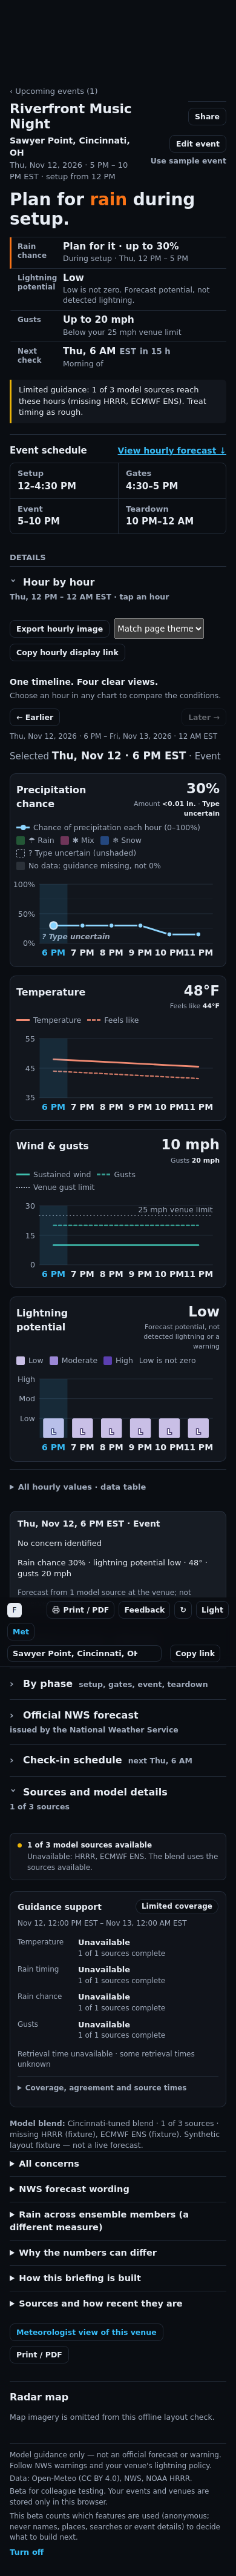 ‹ Upcoming events (1)
Riverfront Music
Night
Share
Sawyer Point, Cincinnati,
OH
Edit event
Thu, Nov 12, 2026 · 5 PM – 10
PM EST · setup from 12 PM
Use sample event
Plan for rain during
setup.
Rain
chance
Plan for it · up to 30%
During setup · Thu, 12 PM – 5 PM
Lightning
potential
Low
Low is not zero. Forecast potential, not
detected lightning.
Gusts
Up to 20 mph
Below your 25 mph venue limit
Next
check
Thu, 6 AM EST in 15 h
Morning of
Limited guidance: 1 of 3 model sources reach
these hours (missing HRRR, ECMWF ENS). Treat
timing as rough.
Event schedule
View hourly forecast ↓
Setup
12–4:30 PM
Gates
4:30–5 PM
Event
5–10 PM
Teardown
10 PM–12 AM
DETAILS
Hour by hour
Thu, 12 PM – 12 AM EST · tap an hour
Export hourly image
Match page theme
Copy hourly display link
One timeline. Four clear views.
Choose an hour in any chart to compare the conditions.
← Earlier
Later →
Thu, Nov 12, 2026 · 6 PM – Fri, Nov 13, 2026 · 12 AM EST
Selected Thu, Nov 12 · 6 PM EST · Event
Precipitation
chance
30%
Amount <0.01 in. · Type
uncertain
Chance of precipitation each hour (0–100%)
☂ Rain ✱ Mix ❄ Snow
? Type uncertain (unshaded)
No data: guidance missing, not 0%
100%
50%
0%
? Type uncertain
6 PM 7 PM 8 PM 9 PM 10 PM 11 PM
Temperature
48°F
Feels like 44°F
Temperature Feels like
55
45
35
6 PM 7 PM 8 PM 9 PM 10 PM 11 PM
Wind & gusts
10 mph
Gusts 20 mph
Sustained wind Gusts
Venue gust limit
30
25 mph venue limit
15
0
6 PM 7 PM 8 PM 9 PM 10 PM 11 PM
Lightning
potential
Low
Forecast potential, not
detected lightning or a
warning
Low Moderate High Low is not zero
High
Mod
Low
L L L L L L
6 PM 7 PM 8 PM 9 PM 10 PM 11 PM
All hourly values · data table
Thu, Nov 12, 6 PM EST · Event
No concern identified
Rain chance 30% · lightning potential low · 48° ·
gusts 20 mph
Forecast from 1 model source at the venue; not
F
Print / PDF
Feedback
↻
Light
Met
Sawyer Point, Cincinnati, OH
Copy link
By phase setup, gates, event, teardown
Official NWS forecast
issued by the National Weather Service
Check-in schedule next Thu, 6 AM
Sources and model details
1 of 3 sources
1 of 3 model sources available
Unavailable: HRRR, ECMWF ENS. The blend uses the
sources available.
Guidance support
Limited coverage
Nov 12, 12:00 PM EST – Nov 13, 12:00 AM EST
Temperature
Unavailable
1 of 1 sources complete
Rain timing
Unavailable
1 of 1 sources complete
Rain chance
Unavailable
1 of 1 sources complete
Gusts
Unavailable
1 of 1 sources complete
Retrieval time unavailable · some retrieval times
unknown
Coverage, agreement and source times
Model blend: Cincinnati-tuned blend · 1 of 3 sources ·
missing HRRR (fixture), ECMWF ENS (fixture). Synthetic
layout fixture — not a live forecast.
All concerns
NWS forecast wording
Rain across ensemble members (a
different measure)
Why the numbers can differ
How this briefing is built
Sources and how recent they are
Meteorologist view of this venue
Print / PDF
Radar map
Map imagery is omitted from this offline layout check.
Model guidance only — not an official forecast or warning.
Follow NWS warnings and your venue's lightning policy.
Data: Open-Meteo (CC BY 4.0), NWS, NOAA HRRR.
Beta for colleague testing. Your events and venues are
stored only in this browser.
This beta counts which features are used (anonymous;
never names, places, searches or event details) to decide
what to build next.
Turn off